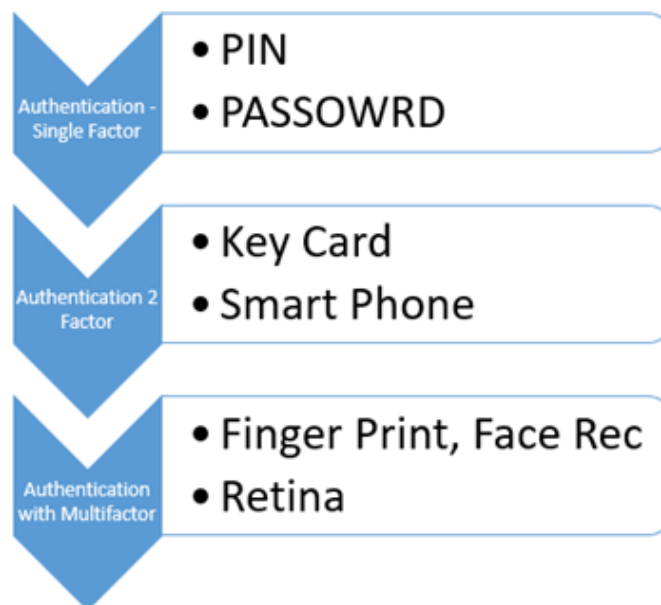 Authentication -
Single Factor
• PIN
• PASSOWRD
Authentication 2
Factor
• Key Card
• Smart Phone
Authentication
with Multifactor
• Finger Print, Face Rec
• Retina